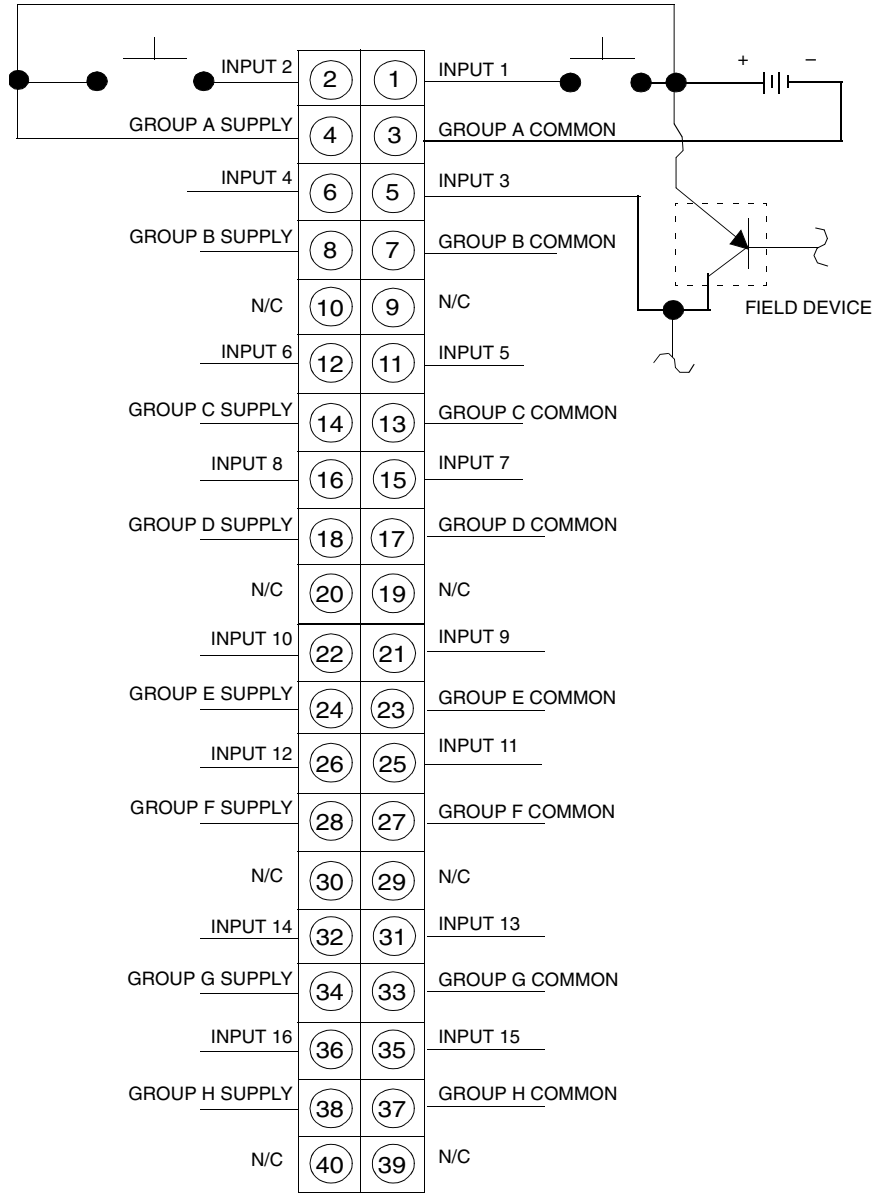 + –
INPUT 2 2 1 INPUT 1
GROUP A SUPPLY 4 3 GROUP A COMMON
INPUT 4 6 5 INPUT 3
GROUP B SUPPLY 8 7 GROUP B COMMON
N/C 10 9 N/C
FIELD DEVICE
INPUT 6 12 11 INPUT 5
GROUP C SUPPLY 14 13 GROUP C COMMON
INPUT 8 16 15 INPUT 7
GROUP D SUPPLY 18 17 GROUP D COMMON
N/C 20 19 N/C
INPUT 10 22 21 INPUT 9
GROUP E SUPPLY 24 23 GROUP E COMMON
INPUT 12 26 25 INPUT 11
GROUP F SUPPLY 28 27 GROUP F COMMON
N/C 30 29 N/C
INPUT 14 32 31 INPUT 13
GROUP G SUPPLY 34 33 GROUP G COMMON
INPUT 16 36 35 INPUT 15
GROUP H SUPPLY 38 37 GROUP H COMMON
N/C 40 39 N/C